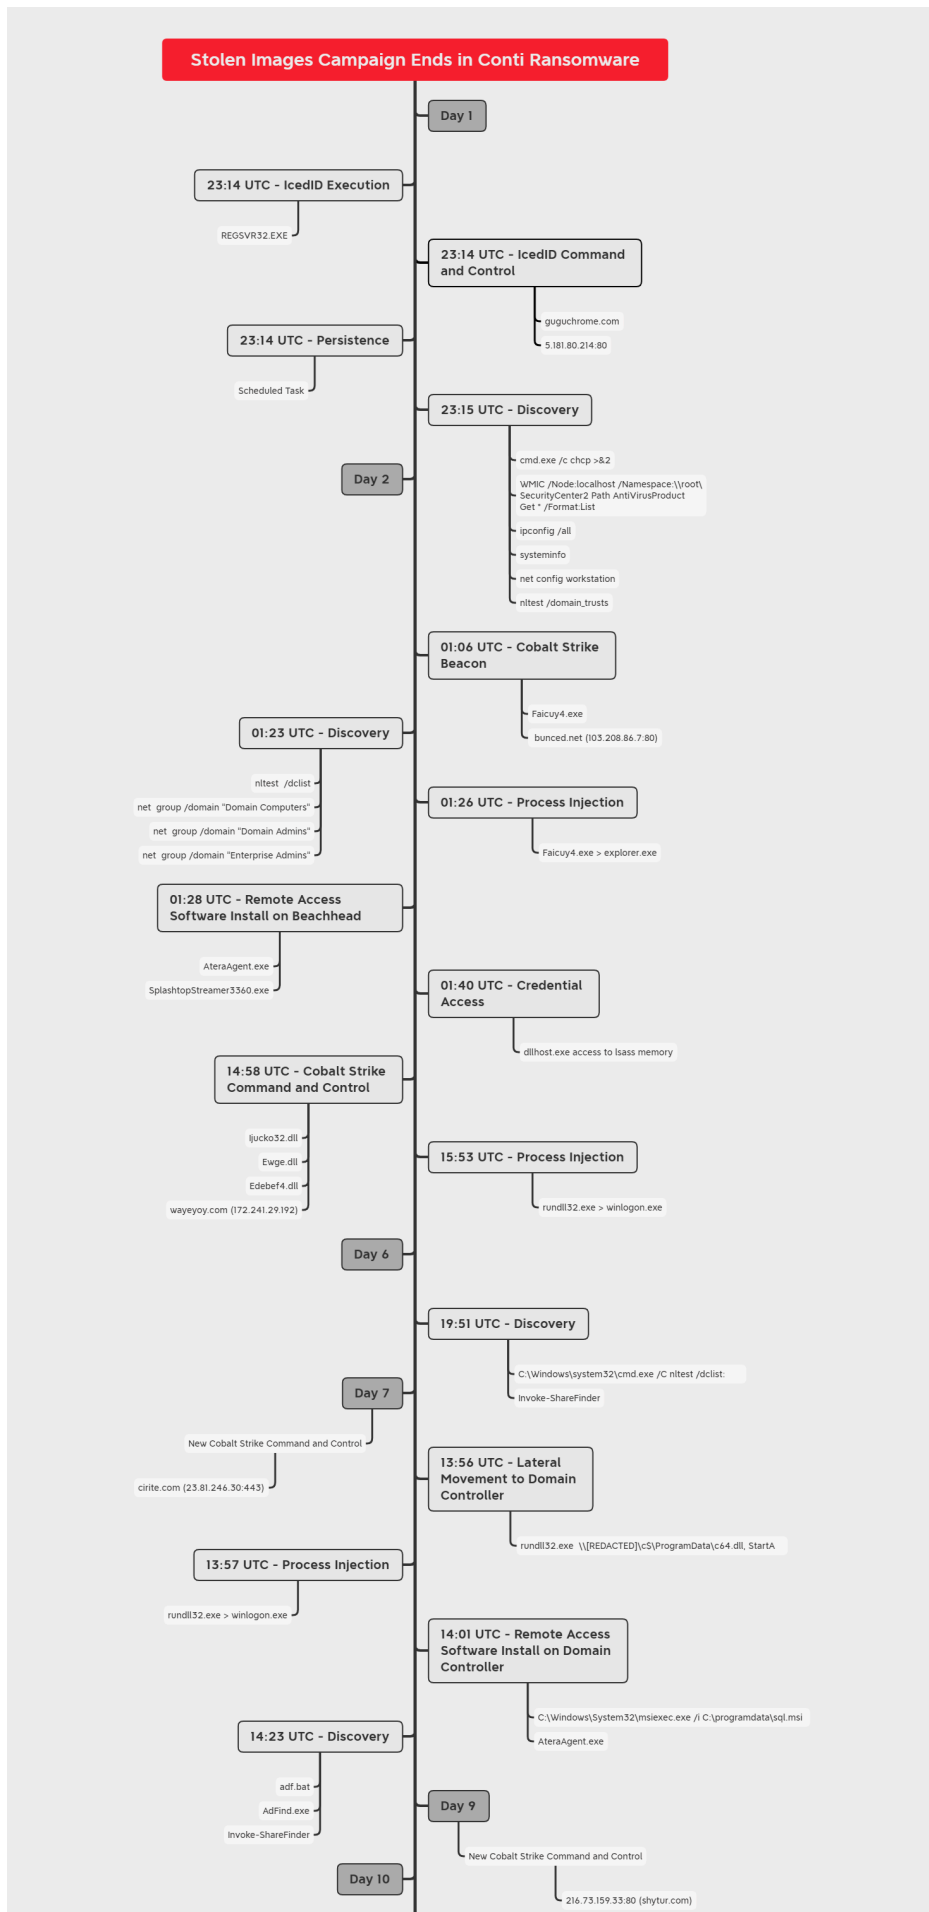 Stolen Images Campaign Ends in Conti Ransomware
Day 1
23:14 UTC - IcedID Execution
REGSVR32.EXE
23:14 UTC - IcedID Command
and Control
guguchrome.com
5.181.80.214:80
23:14 UTC - Persistence
Scheduled Task
23:15 UTC - Discovery
cmd.exe /c chcp >&2
WMIC /Node:localhost /Namespace:\\root\
SecurityCenter2 Path AntiVirusProduct
Get * /Format:List
ipconfig /all
systeminfo
net config workstation
nltest /domain_trusts
Day 2
01:06 UTC - Cobalt Strike
Beacon
Faicuy4.exe
bunced.net (103.208.86.7:80)
01:23 UTC - Discovery
nltest  /dclist
net  group /domain "Domain Computers"
net  group /domain "Domain Admins"
net  group /domain "Enterprise Admins"
01:26 UTC - Process Injection
Faicuy4.exe > explorer.exe
01:28 UTC - Remote Access
Software Install on Beachhead
AteraAgent.exe
SplashtopStreamer3360.exe
01:40 UTC - Credential
Access
dllhost.exe access to lsass memory
14:58 UTC - Cobalt Strike
Command and Control
Ijucko32.dll
Ewge.dll
Edebef4.dll
wayeyoy.com (172.241.29.192)
15:53 UTC - Process Injection
rundll32.exe > winlogon.exe
Day 6
19:51 UTC - Discovery
C:\Windows\system32\cmd.exe /C nltest /dclist:
Invoke-ShareFinder
Day 7
New Cobalt Strike Command and Control
cirite.com (23.81.246.30:443)
13:56 UTC - Lateral
Movement to Domain
Controller
rundll32.exe  \\[REDACTED]\c$\ProgramData\c64.dll, StartA
13:57 UTC - Process Injection
rundll32.exe > winlogon.exe
14:01 UTC - Remote Access
Software Install on Domain
Controller
C:\Windows\System32\msiexec.exe /i C:\programdata\sql.msi
AteraAgent.exe
14:23 UTC - Discovery
adf.bat
AdFind.exe
Invoke-ShareFinder
Day 9
New Cobalt Strike Command and Control
216.73.159.33:80 (shytur.com)
Day 10